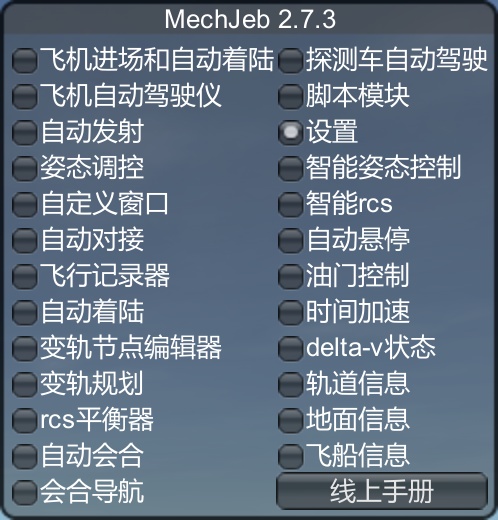 MechJeb 2.7.3
飞机进场和自动着陆
探测车自动驾驶
飞机自动驾驶仪
脚本模块
自动发射
设置
姿态调控
智能姿态控制
自定义窗口
智能rcs
自动对接
自动悬停
飞行记录器
油门控制
自动着陆
时间加速
变轨节点编辑器
delta-v状态
变轨规划
轨道信息
rcs平衡器
地面信息
自动会合
飞船信息
会合导航
线上手册